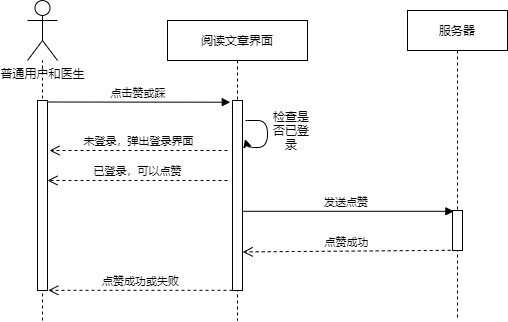 阅读文章界面
服务器
普通用户和医生
点击赞或踩
检查是
否已登
录
未登录，弹出登录界面
已登录，可以点赞
发送点赞
点赞成功
点赞成功或失败